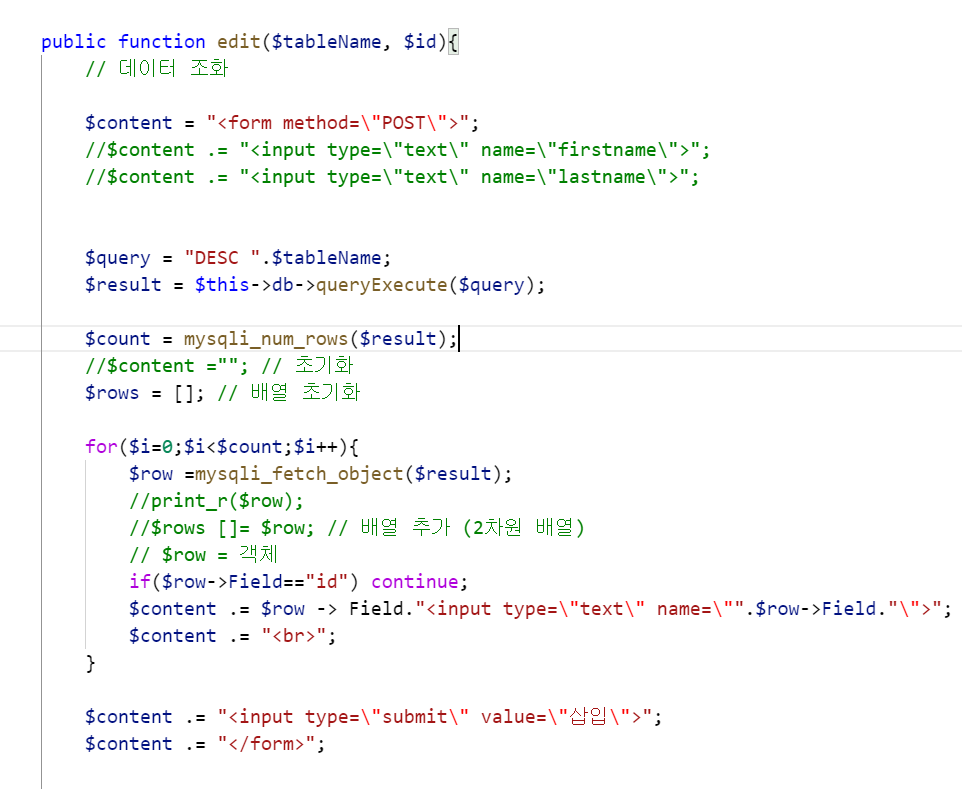 public function edit($tableName, $id){
// 데이터 조화
$content = "<form method=\"POST\">";
//$content .= "<input type=\"text\" name=\"firstname\">";
//$content .= "<input type=\"text\" name=\"lastname\">";
$query = "DESC ".$tableName;
$result = $this->db->queryExecute($query);
$count = mysqli_num_rows($result);
//$content =""; // 초기화
$rows = []; // 배열 초기화
for($i=0;$i<$count;$i++){
$row =mysqli_fetch_object($result);
//print_r($row);
//$rows []= $row; // 배열 추가 (2차원 배열)
// $row = 객체
if($row->Field=="id") continue;
$content .= $row -> Field."<input type=\"text\" name=\"".$row->Field."\">";
$content .= "<br>";
}
$content .= "<input type=\"submit\" value=\"삽입\">";
$content .= "</form>";